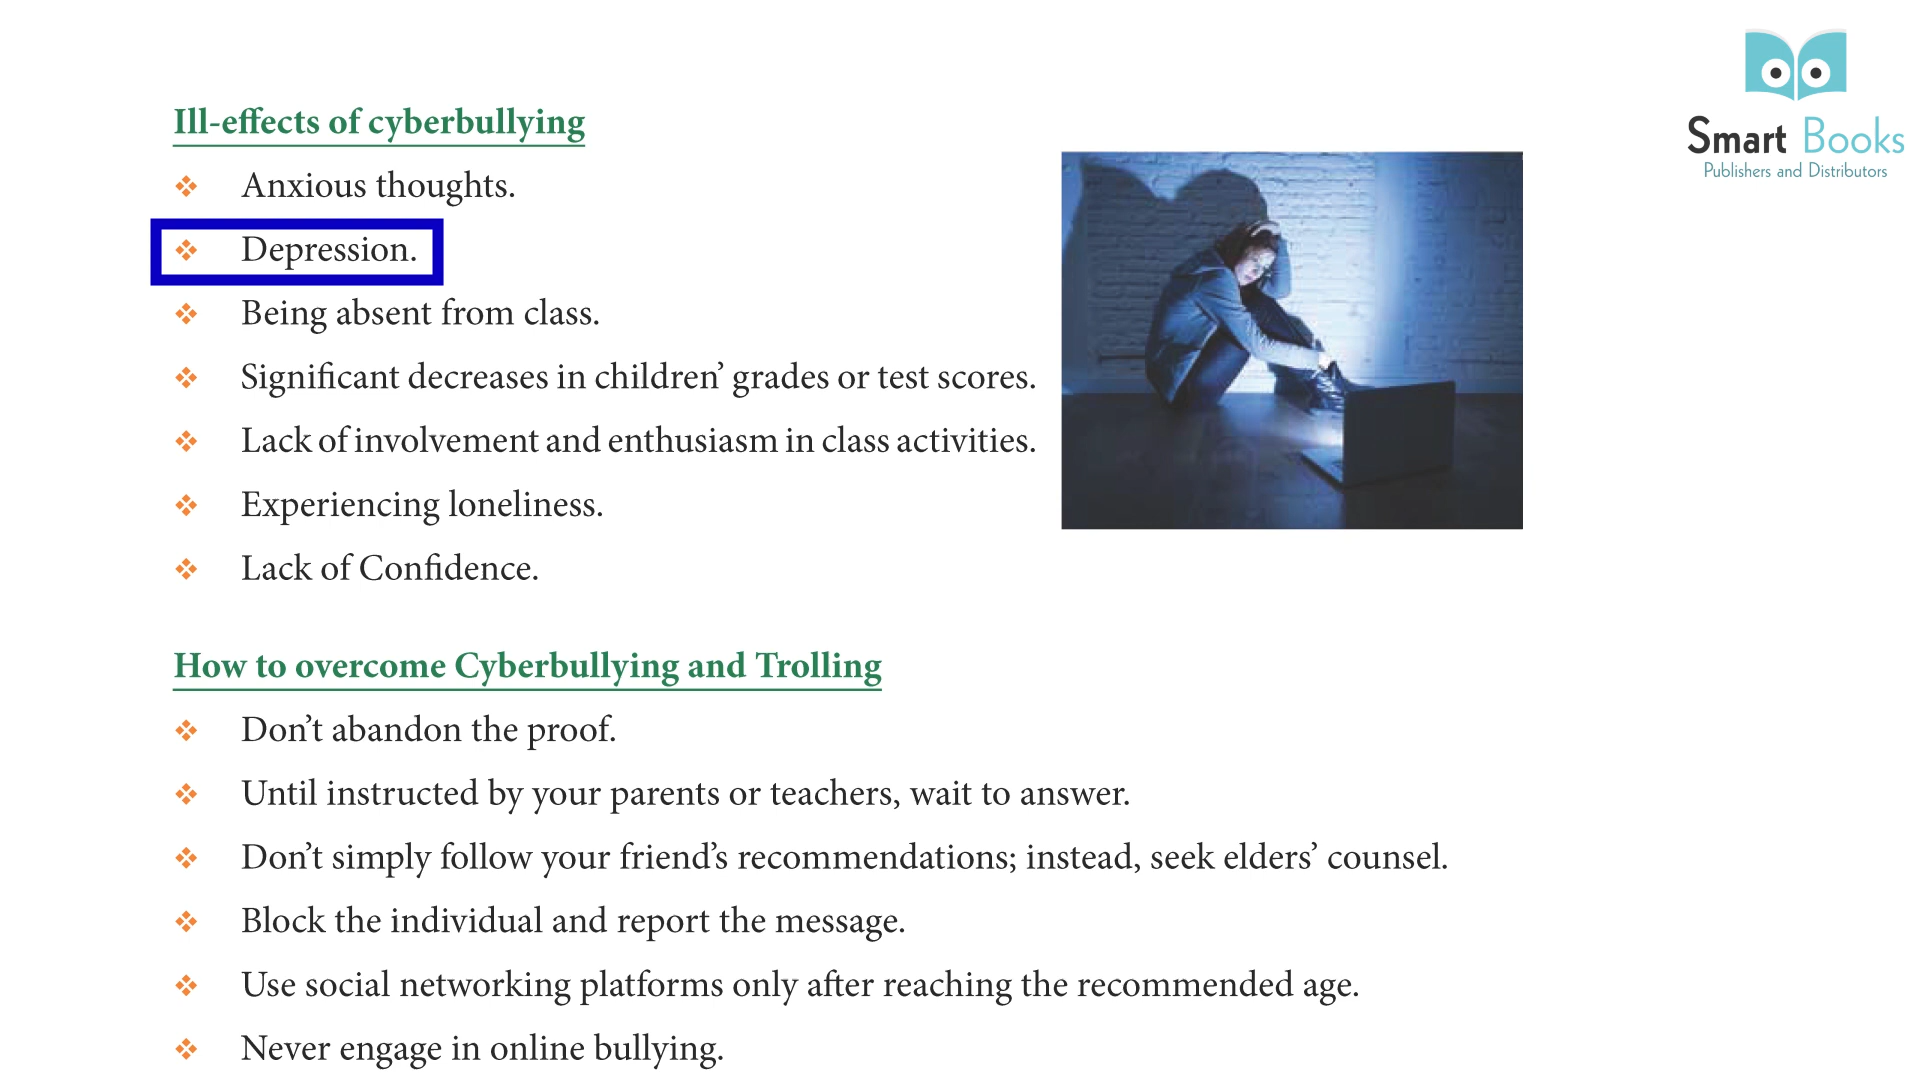 Smart Books
Publishers and Distributors
Ill-effects of cyberbullying
❖ Anxious thoughts.
❖ Depression.
❖ Being absent from class.
❖ Significant decreases in children’ grades or test scores.
❖ Lack of involvement and enthusiasm in class activities.
❖ Experiencing loneliness.
❖ Lack of Confidence.
How to overcome Cyberbullying and Trolling
❖ Don’t abandon the proof.
❖ Until instructed by your parents or teachers, wait to answer.
❖ Don’t simply follow your friend’s recommendations; instead, seek elders’ counsel.
❖ Block the individual and report the message.
❖ Use social networking platforms only after reaching the recommended age.
❖ Never engage in online bullying.